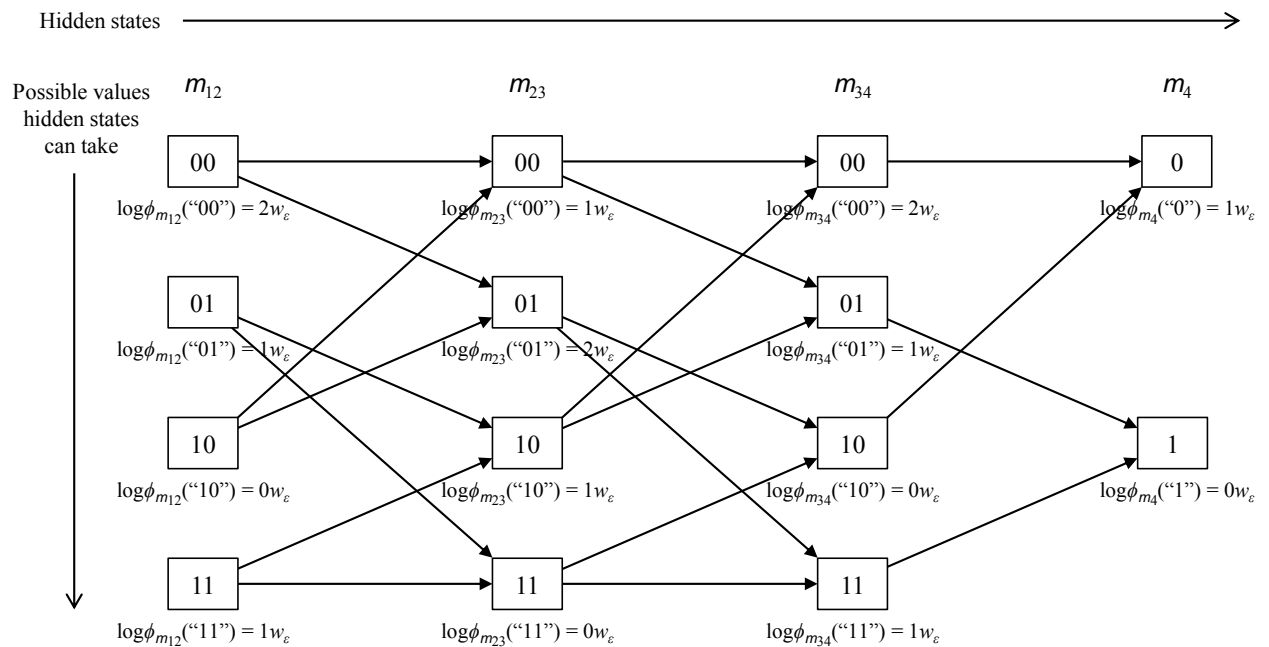 Hidden states
Possible values
hidden states
can take
m₁₂ m₂₃ m₃₄ m₄
00 00 00 0
logϕm₁₂(“00”) = 2wε logϕm₂₃(“00”) = 1wε logϕm₃₄(“00”) = 2wε logϕm₄(“0”) = 1wε
01 01 01
logϕm₁₂(“01”) = 1wε logϕm₂₃(“01”) = 2wε logϕm₃₄(“01”) = 1wε
10 10 10 1
logϕm₁₂(“10”) = 0wε logϕm₂₃(“10”) = 1wε logϕm₃₄(“10”) = 0wε logϕm₄(“1”) = 0wε
11 11 11
logϕm₁₂(“11”) = 1wε logϕm₂₃(“11”) = 0wε logϕm₃₄(“11”) = 1wε